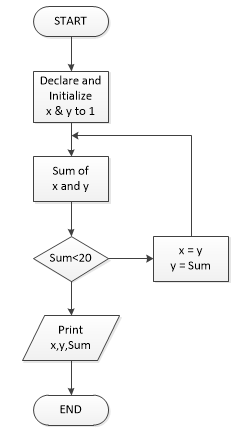 START
Declare and
Initialize
x & y to 1
Sum of
x and y
Sum<20
x = y
y = Sum
Print
x,y,Sum
END